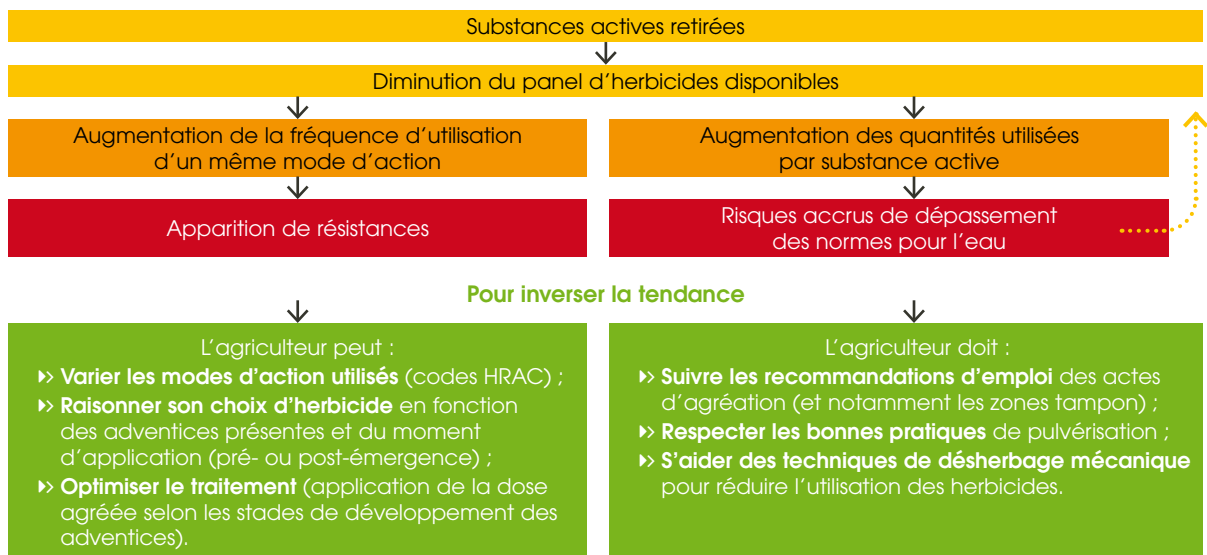 Substances actives retirées
Diminution du panel d'herbicides disponibles
Augmentation de la fréquence d'utilisation
d'un même mode d'action
Augmentation des quantités utilisées
par substance active
Apparition de résistances
Risques accrus de dépassement
des normes pour l'eau
Pour inverser la tendance
L'agriculteur peut :
Varier les modes d'action utilisés (codes HRAC) ;
Raisonner son choix d'herbicide en fonction
des adventices présentes et du moment
d'application (pré- ou post-émergence) ;
Optimiser le traitement (application de la dose
agréée selon les stades de développement des
adventices).
L'agriculteur doit :
Suivre les recommandations d'emploi des actes
d'agréation (et notamment les zones tampon) ;
Respecter les bonnes pratiques de pulvérisation ;
S'aider des techniques de désherbage mécanique
pour réduire l'utilisation des herbicides.